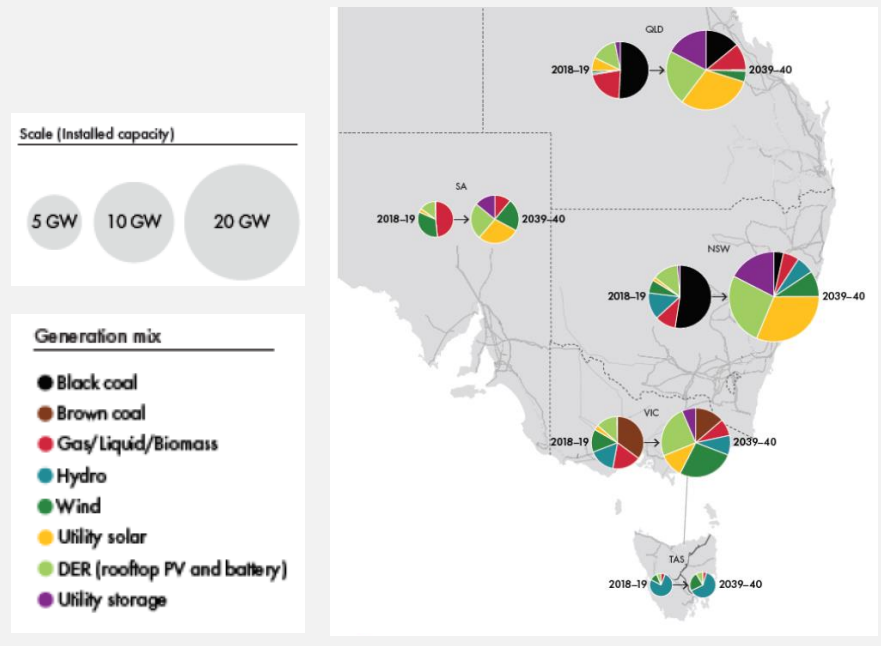 Scale (Installed capacity)
5 GW
10 GW
20 GW
Generation mix
Black coal
Brown coal
Gas/Liquid/Biomass
Hydro
Wind
Utility solar
DER (rooftop PV and battery)
Utility storage
QLD
2018–19
2039–40
SA
2018–19
2039–40
NSW
2018–19
2039–40
VIC
2018–19
2039–40
TAS
2018–19
2039–40